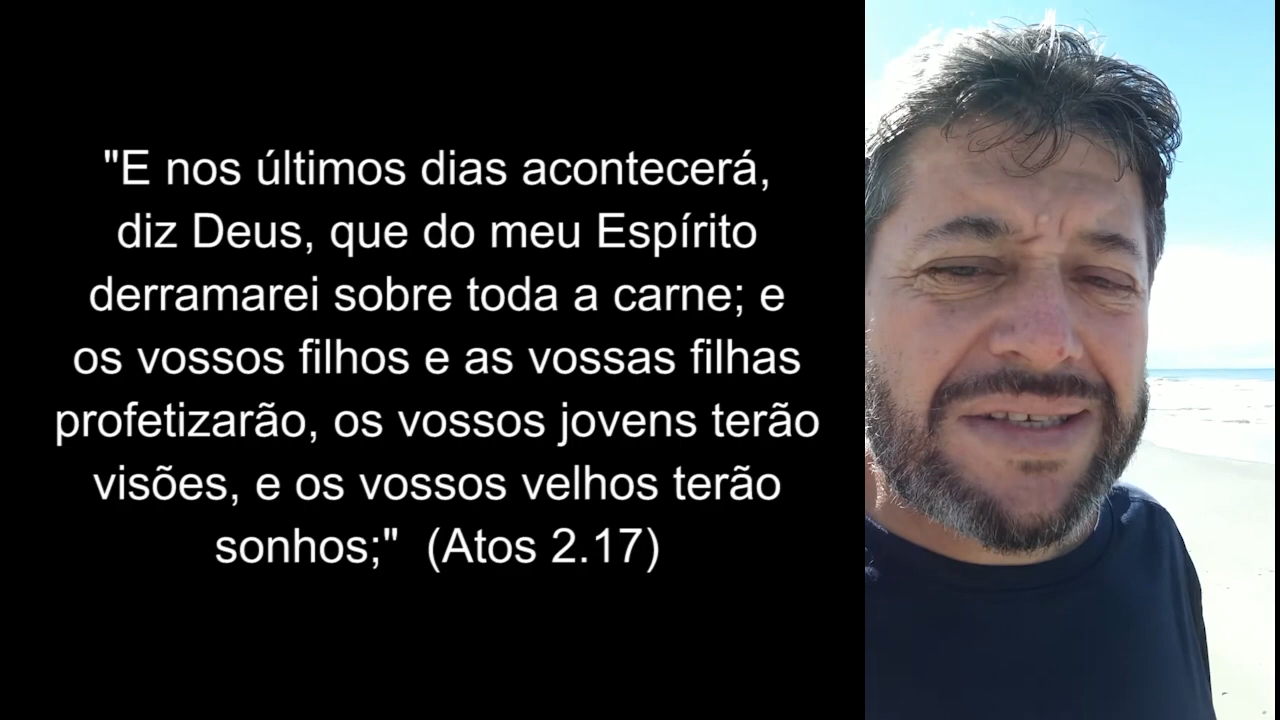 "E nos últimos dias acontecerá,
diz Deus, que do meu Espírito
derramarei sobre toda a carne; e
os vossos filhos e as vossas filhas
profetizarão, os vossos jovens terão
visões, e os vossos velhos terão
sonhos;" (Atos 2.17)